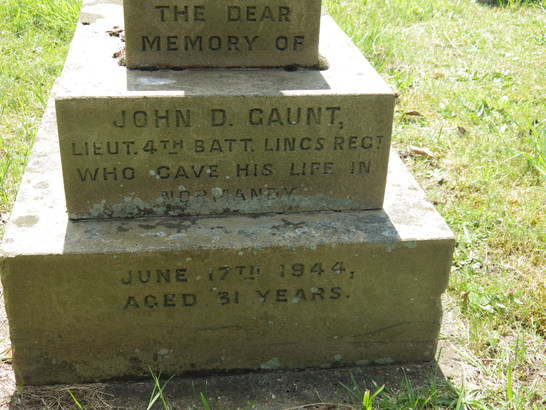 THE DEAR
MEMORY OF
JOHN D. GAUNT,
LIEUT. 4TH BATT. LINCS REGT
WHO GAVE HIS LIFE IN
NORMANDY
JUNE 17TH 1944,
AGED 31 YEARS.